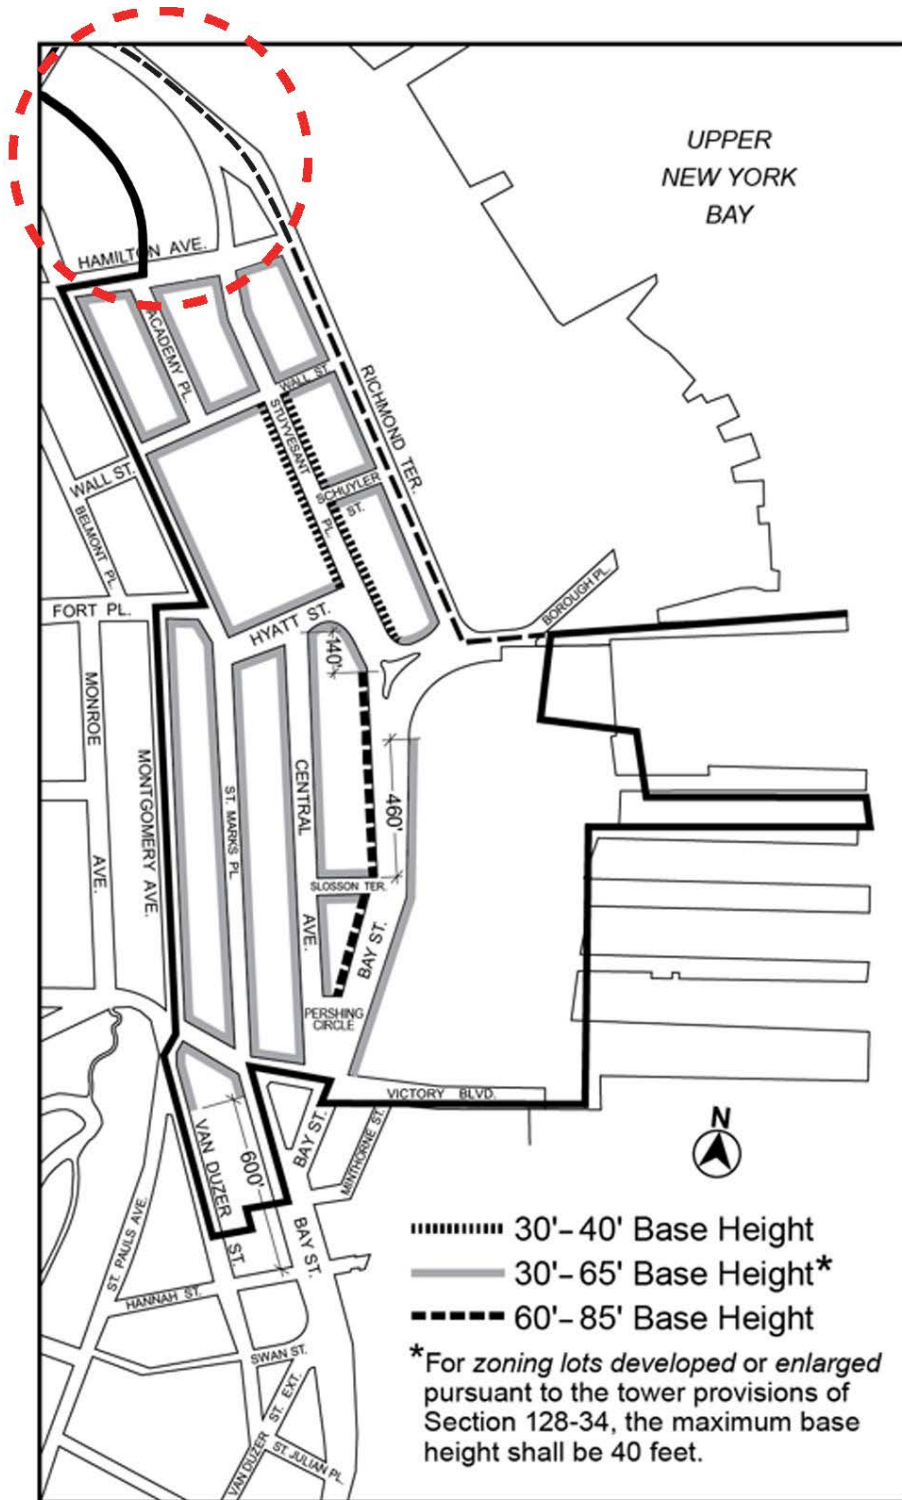 UPPER
NEW YORK
BAY
HAMILTON AVE.
ACADEMY PL.
WALL ST.
RICHMOND TER.
STUYVESANT
PL.
SCHUYLER
ST.
WALL ST.
BELMONT PL.
FORT PL.
HYATT ST.
BOROUGH PL.
140'
MONROE
AVE.
MONTGOMERY AVE.
ST. MARKS PL.
CENTRAL
AVE.
460'
SLOSSON TER.
BAY ST.
PERSHING
CIRCLE
VICTORY BLVD.
VAN DUZER
ST.
600'
BAY ST.
MINTHORNE ST.
BAY ST.
ST. PAULS AVE.
HANNAH ST.
SWAN ST.
VAN DUZER ST. EXT.
ST. JULIAN PL.
N
30'–40' Base Height
30'–65' Base Height*
60'–85' Base Height
*For zoning lots developed or enlarged
pursuant to the tower provisions of
Section 128-34, the maximum base
height shall be 40 feet.